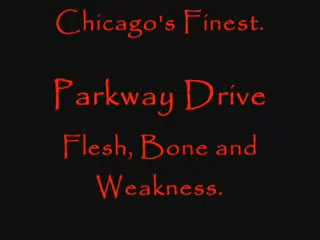 Chicago's Finest.
Parkway Drive
Flesh, Bone and
Weakness.